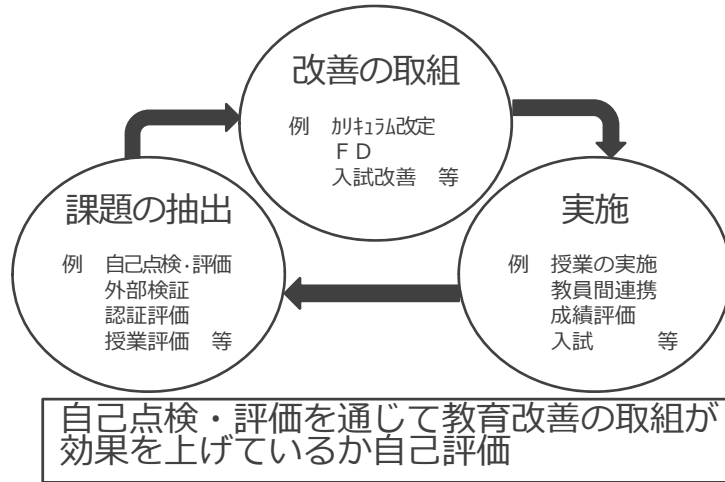 改善の取組
例 ｶﾘｷｭﾗﾑ改定
ＦＤ
入試改善 等
課題の抽出
例 自己点検・評価
外部検証
認証評価
授業評価 等
実施
例 授業の実施
教員間連携
成績評価
入試 等
自己点検・評価を通じて教育改善の取組が
効果を上げているか自己評価